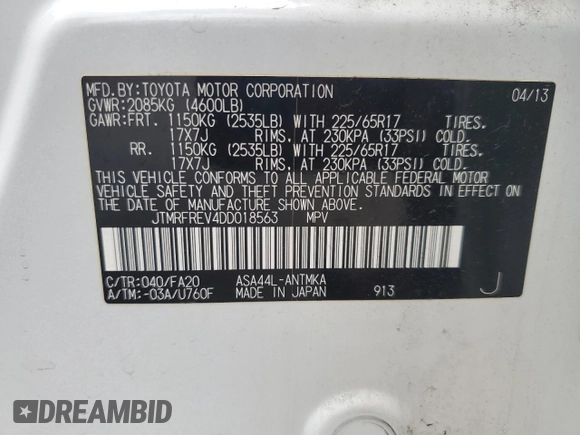 MFD.BY:TOYOTA MOTOR CORPORATION 04/13
GVWR:2085KG (4600LB)
GAWR:FRT. 1150KG (2535LB) WITH 225/65R17 TIRES,
17X7J RIMS, AT 230KPA (33PSI) COLD.
RR. 1150KG (2535LB) WITH 225/65R17 TIRES,
17X7J RIMS, AT 230KPA (33PSI) COLD.
THIS VEHICLE CONFORMS TO ALL APPLICABLE FEDERAL MOTOR
VEHICLE SAFETY AND THEFT PREVENTION STANDARDS IN EFFECT ON
THE DATE OF MANUFACTURE SHOWN ABOVE.
JTMRFREV4DD018563 MPV
C/TR:040/FA20 ASA44L-ANTMKA
A/TM:-03A/U760F MADE IN JAPAN 913 J
DREAMBID